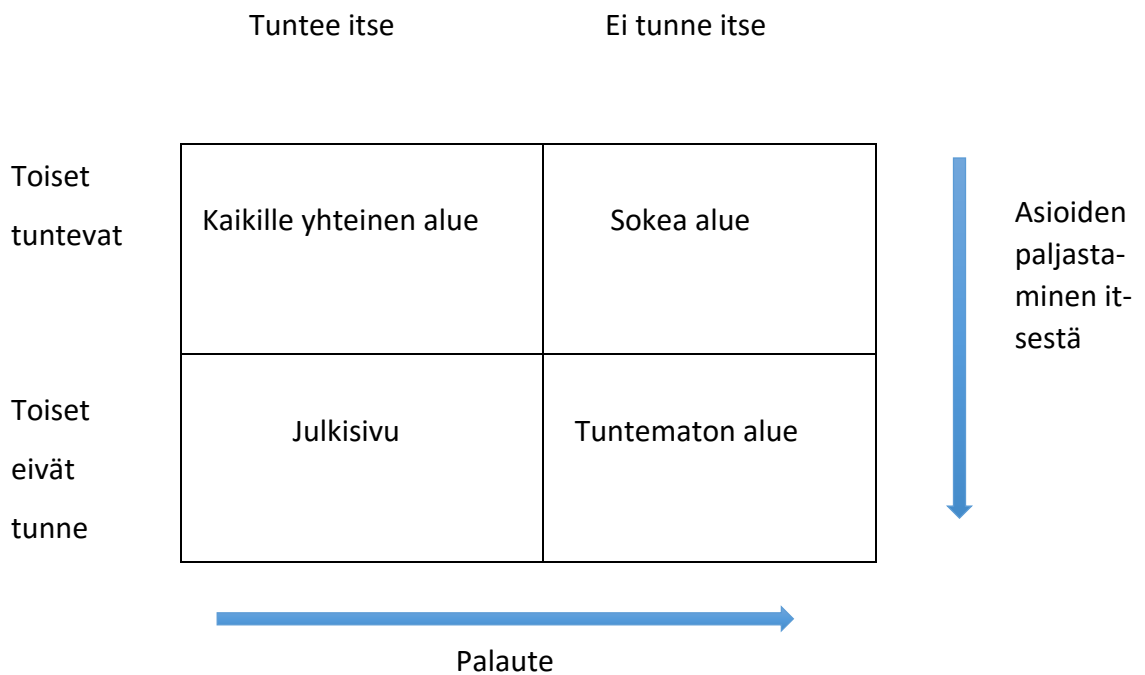 Tuntee itse Ei tunne itse
Toiset
tuntevat
Kaikille yhteinen alue
Sokea alue
Asioiden
paljasta-
minen it-
sestä
Toiset
eivät
tunne
Julkisivu
Tuntematon alue
Palaute